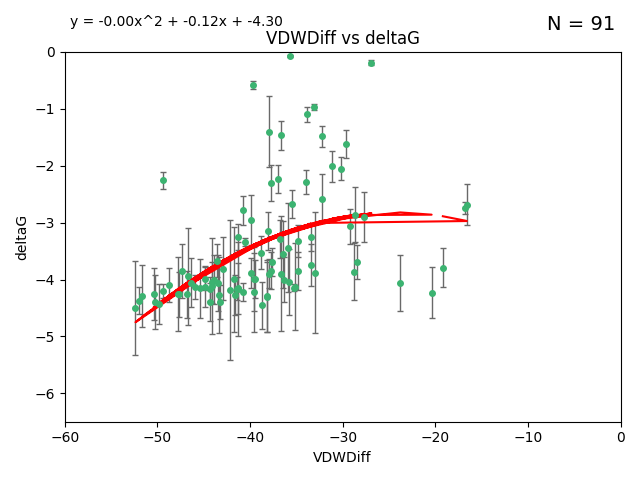 y = -0.00x^2 + -0.12x + -4.30
N = 91
VDWDiff vs deltaG
0
−1
−2
−3
−4
−5
−6
deltaG
−60
−50
−40
−30
−20
−10
0
VDWDiff